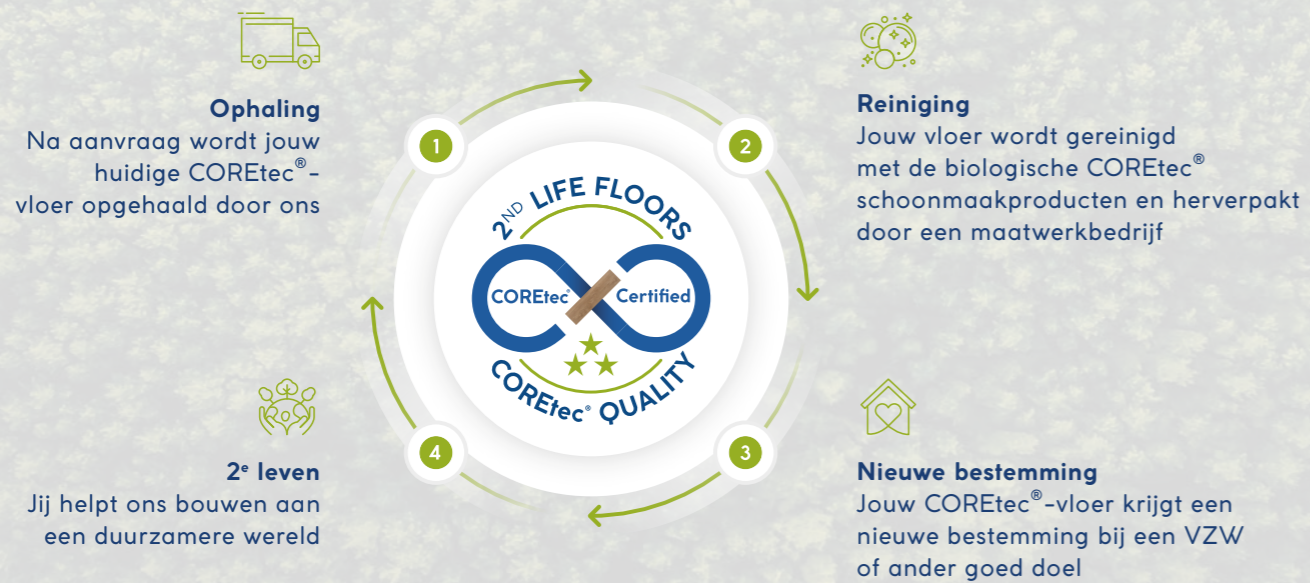 Ophaling
Na aanvraag wordt jouw
huidige COREtec®-
vloer opgehaald door ons
1
2
Reiniging
Jouw vloer wordt gereinigd
met de biologische COREtec®
schoonmaakproducten en herverpakt
door een maatwerkbedrijf
2ND LIFE FLOORS
COREtec® Certified
COREtec® QUALITY
3
Nieuwe bestemming
Jouw COREtec®-vloer krijgt een
nieuwe bestemming bij een VZW
of ander goed doel
4
2e leven
Jij helpt ons bouwen aan
een duurzamere wereld